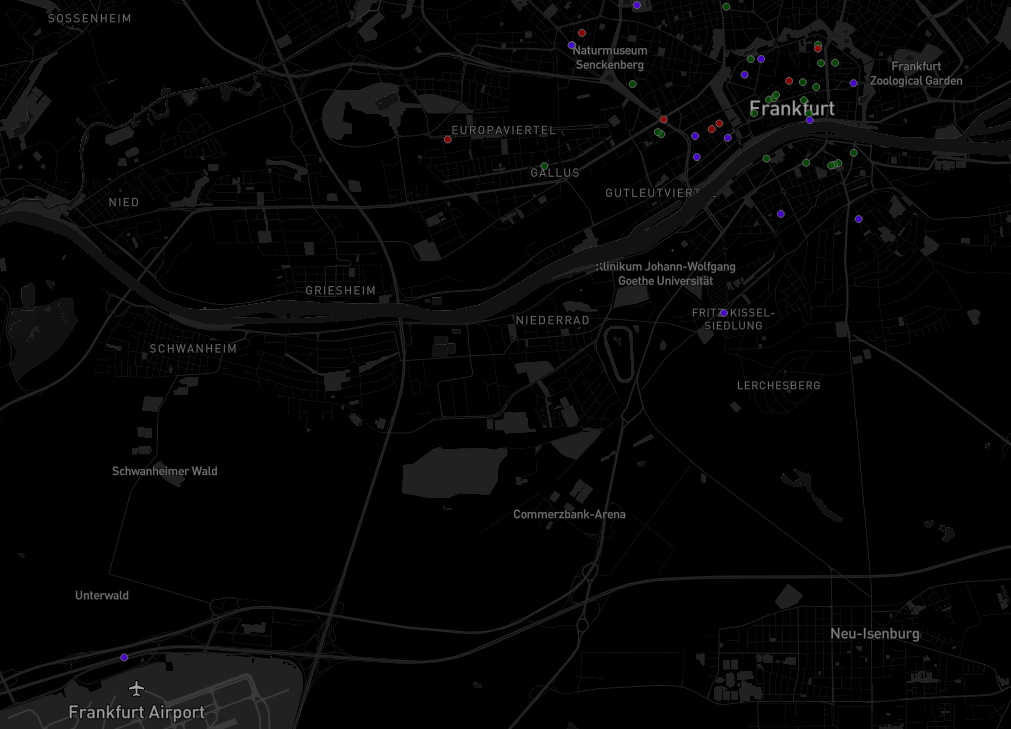 SOSSENHEIM
Naturmuseum
Senckenberg
Frankfurt
Zoological Garden
Frankfurt
EUROPAVIERTEL
GALLUS
GUTLEUTVIERT
NIED
Klinikum Johann-Wolfgang
Goethe Universität
GRIESHEIM
NIEDERRAD
FRITZ-KISSEL-
SIEDLUNG
SCHWANHEIM
LERCHESBERG
Schwanheimer Wald
Commerzbank-Arena
Unterwald
Neu-Isenburg
Frankfurt Airport